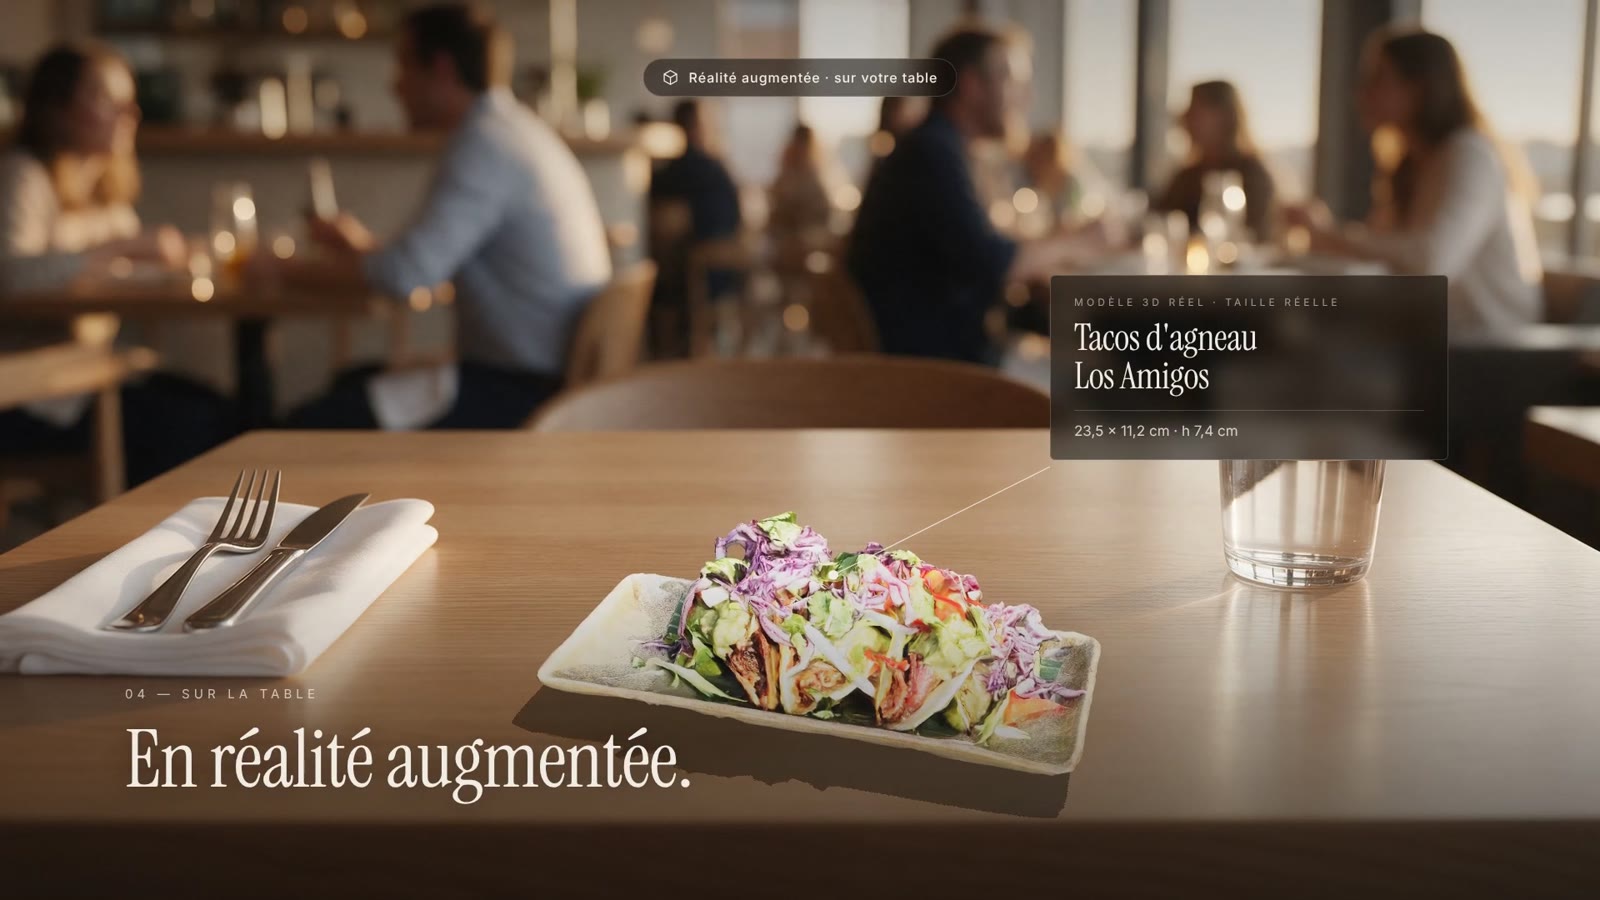 Réalité augmentée · sur votre table
MODÈLE 3D RÉEL · TAILLE RÉELLE
Tacos d'agneau
Los Amigos
23,5 × 11,2 cm · h 7,4 cm
04 — SUR LA TABLE
En réalité augmentée.